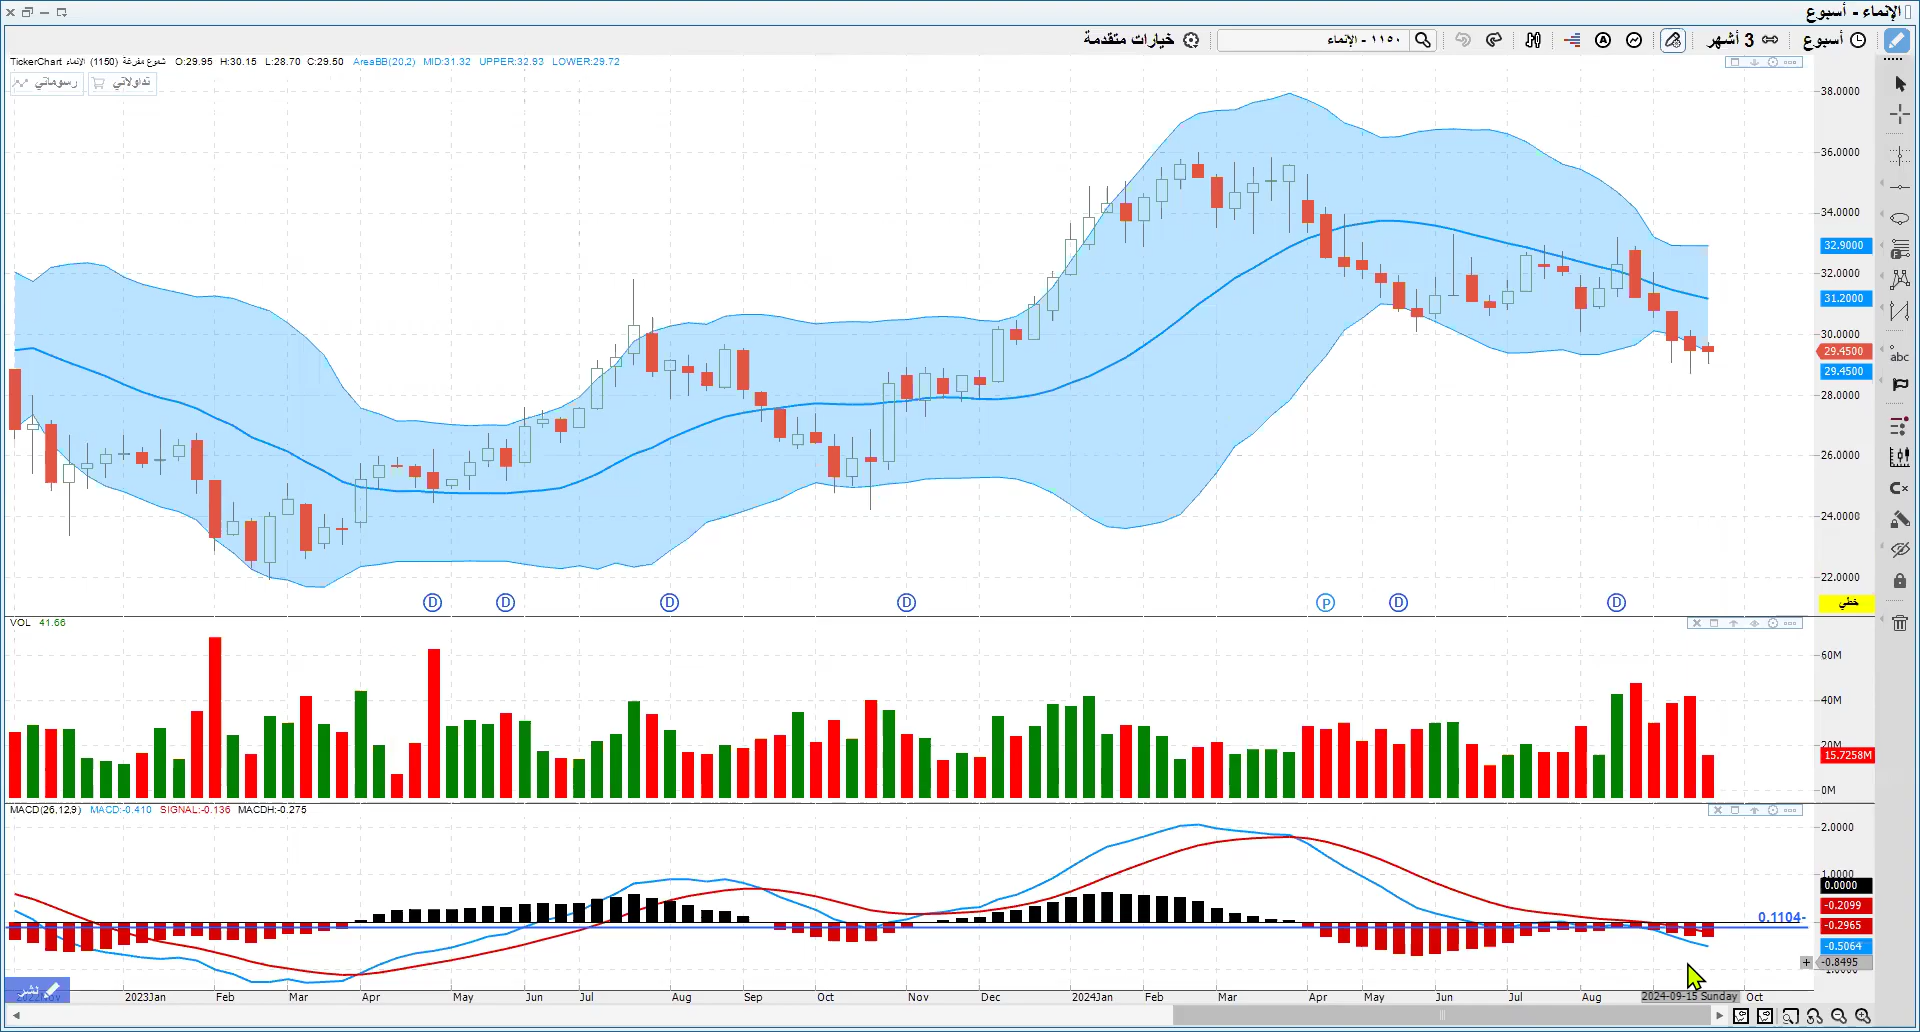 الإنماء - أسبوع
أسبوع
3 أشهر
١١٥٠ - الإنماء
خيارات متقدمة
TickerChart الإنماء (1150) شموع مفرغة O:29.95 H:30.15 L:28.70 C:29.50 AreaBB(20,2) MID:31.32 UPPER:32.93 LOWER:29.72
رسوماتي
تداولاتي
38.0000
36.0000
34.0000
32.9000
32.0000
31.2000
30.0000
29.4500
29.4500
28.0000
26.0000
24.0000
22.0000
abc
D D D D P D D
خطي
VOL 41.66
60M
40M
20M
15.7258M
0M
MACD(26,12,9) MACD:-0.410 SIGNAL:-0.136 MACDH:-0.275
2.0000
1.0000
0.0000
-0.2099
0.1104-
-0.2965
-0.5064
-0.8495
نشر
2023Jan Feb Mar Apr May Jun Jul Aug Sep Oct Nov Dec 2024Jan Feb Mar Apr May Jun Jul Aug 2024-09-15 Sunday Oct